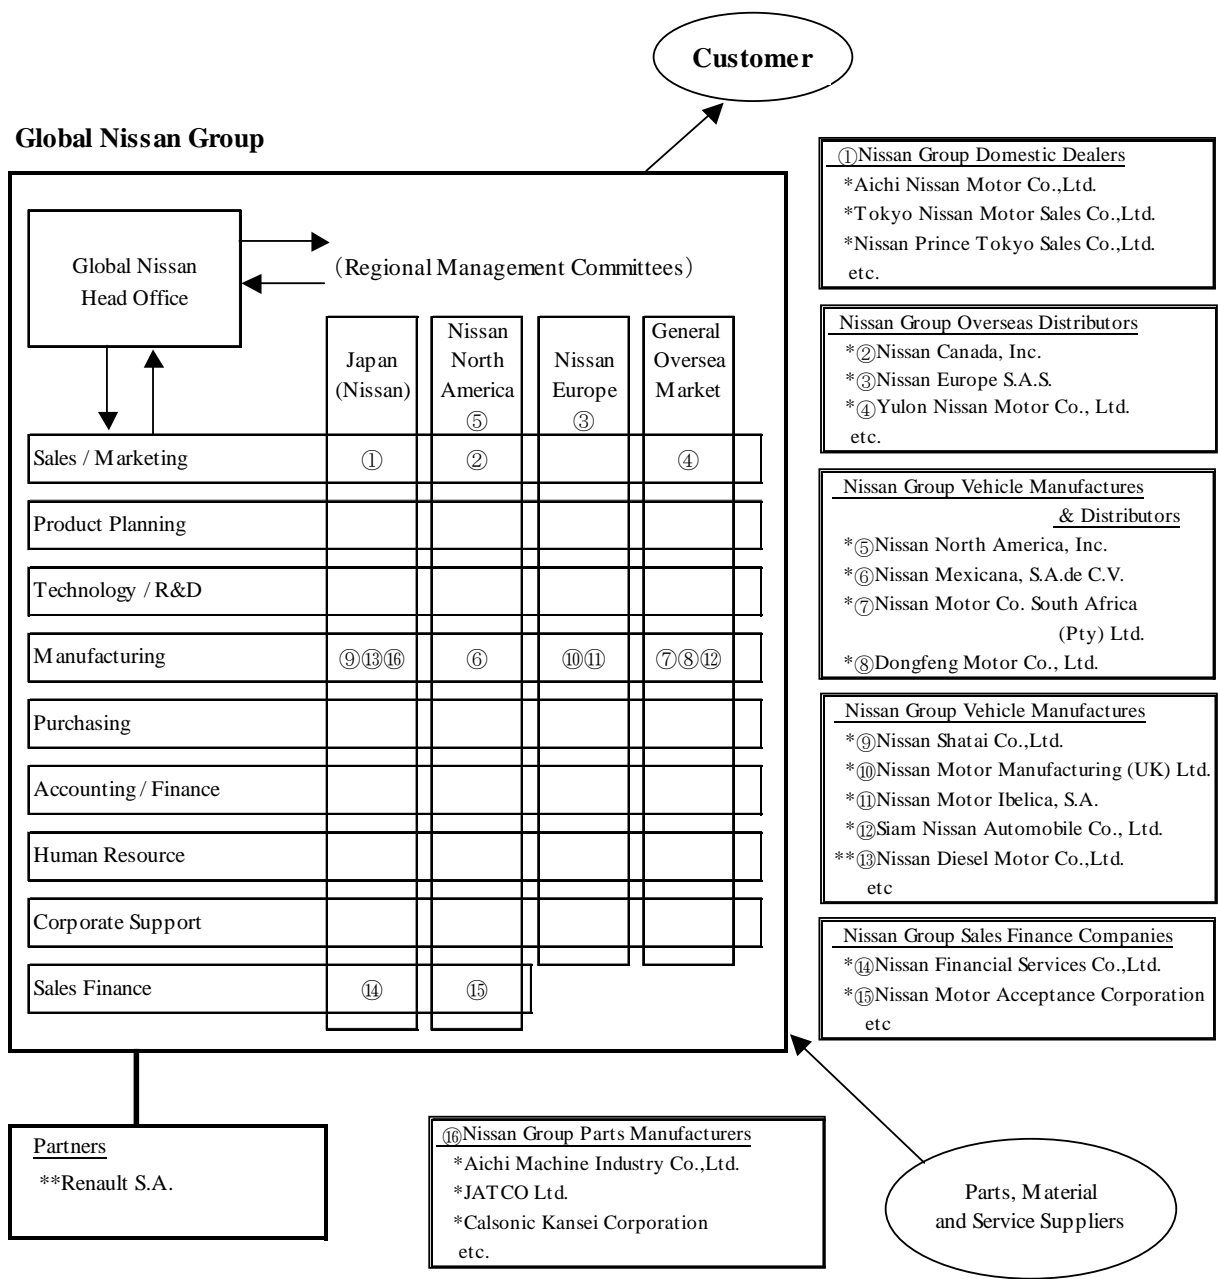 Customer
Global Nissan Group
Global Nissan
Head Office
(Regional Management Committees)
Japan
(Nissan)
Nissan
North
America
⑤
Nissan
Europe
③
General
Oversea
Market
Sales / Marketing ① ② ④
Product Planning
Technology / R&D
Manufacturing ⑨⑬⑯ ⑥ ⑩⑪ ⑦⑧⑫
Purchasing
Accounting / Finance
Human Resource
Corporate Support
Sales Finance ⑭ ⑮
①Nissan Group Domestic Dealers
*Aichi Nissan Motor Co.,Ltd.
*Tokyo Nissan Motor Sales Co.,Ltd.
*Nissan Prince Tokyo Sales Co.,Ltd.
etc.
Nissan Group Overseas Distributors
*②Nissan Canada, Inc.
*③Nissan Europe S.A.S.
*④Yulon Nissan Motor Co., Ltd.
etc.
Nissan Group Vehicle Manufactures
& Distributors
*⑤Nissan North America, Inc.
*⑥Nissan Mexicana, S.A.de C.V.
*⑦Nissan Motor Co. South Africa
(Pty) Ltd.
*⑧Dongfeng Motor Co., Ltd.
Nissan Group Vehicle Manufactures
*⑨Nissan Shatai Co.,Ltd.
*⑩Nissan Motor Manufacturing (UK) Ltd.
*⑪Nissan Motor Ibelica, S.A.
*⑫Siam Nissan Automobile Co., Ltd.
**⑬Nissan Diesel Motor Co.,Ltd.
etc
Nissan Group Sales Finance Companies
*⑭Nissan Financial Services Co.,Ltd.
*⑮Nissan Motor Acceptance Corporation
etc
Partners
**Renault S.A.
⑯Nissan Group Parts Manufacturers
*Aichi Machine Industry Co.,Ltd.
*JATCO Ltd.
*Calsonic Kansei Corporation
etc.
Parts, Material
and Service Suppliers